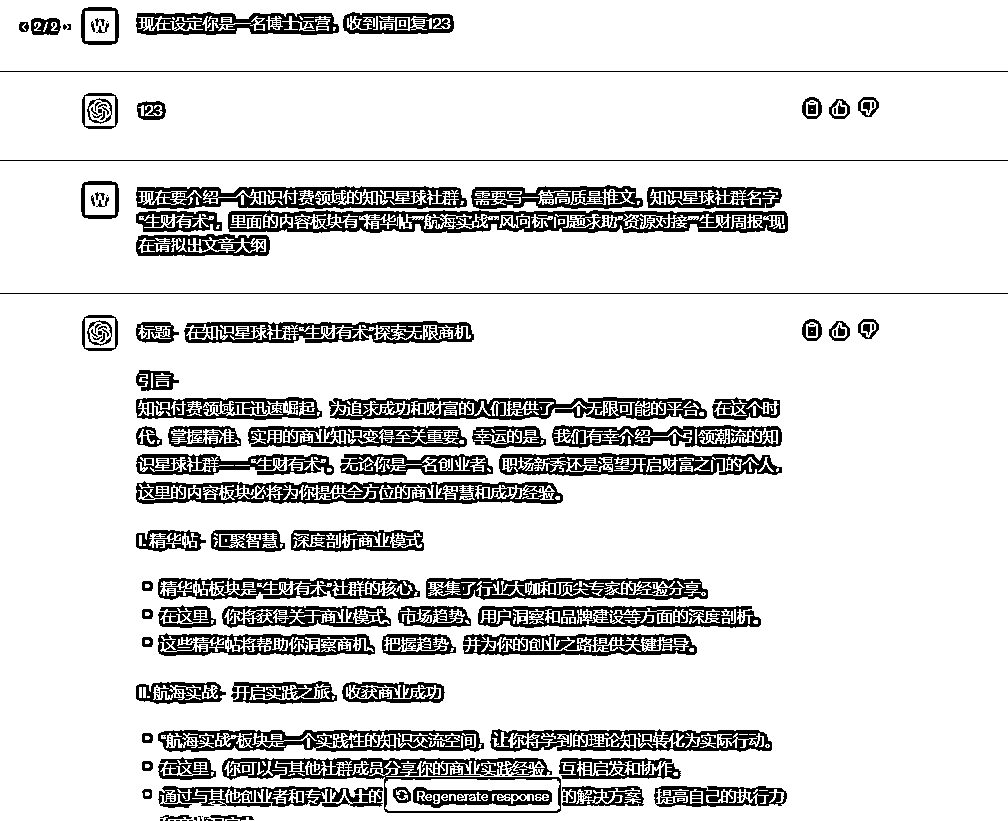 2/2 W 现在设定你是一名博士运营，收到请回复123
123
W 现在要介绍一个知识付费领域的知识星球社群，需要写一篇高质量推文，知识星球社群名字
“生财有术”，里面的内容板块有“精华帖”“航海实战”“风向标”问题求助“资源对接”“生财周报“现
在请拟出文章大纲
标题- 在知识星球社群“生财有术”探索无限商机
引言-
知识付费领域正迅速崛起，为追求成功和财富的人们提供了一个无限可能的平台。在这个时
代，掌握精准、实用的商业知识变得至关重要。幸运的是，我们有幸介绍一个引领潮流的知
识星球社群——“生财有术”。无论你是一名创业者、职场新秀还是渴望开启财富之门的个人，
这里的内容板块必将为你提供全方位的商业智慧和成功经验。
I. 精华帖- 汇聚智慧，深度剖析商业模式
精华帖板块是“生财有术”社群的核心，聚集了行业大咖和顶尖专家的经验分享。
在这里，你将获得关于商业模式、市场趋势、用户洞察和品牌建设等方面的深度剖析。
这些精华帖将帮助你洞察商机、把握趋势，并为你的创业之路提供关键指导。
II. 航海实战- 开启实践之旅，收获商业成功
“航海实战”板块是一个实践性的知识交流空间，让你将学到的理论知识转化为实际行动。
在这里，你可以与其他社群成员分享你的商业实践经验，互相启发和协作。
通过与其他创业者和专业人士的 Regenerate response 的解决方案，提高自己的执行力